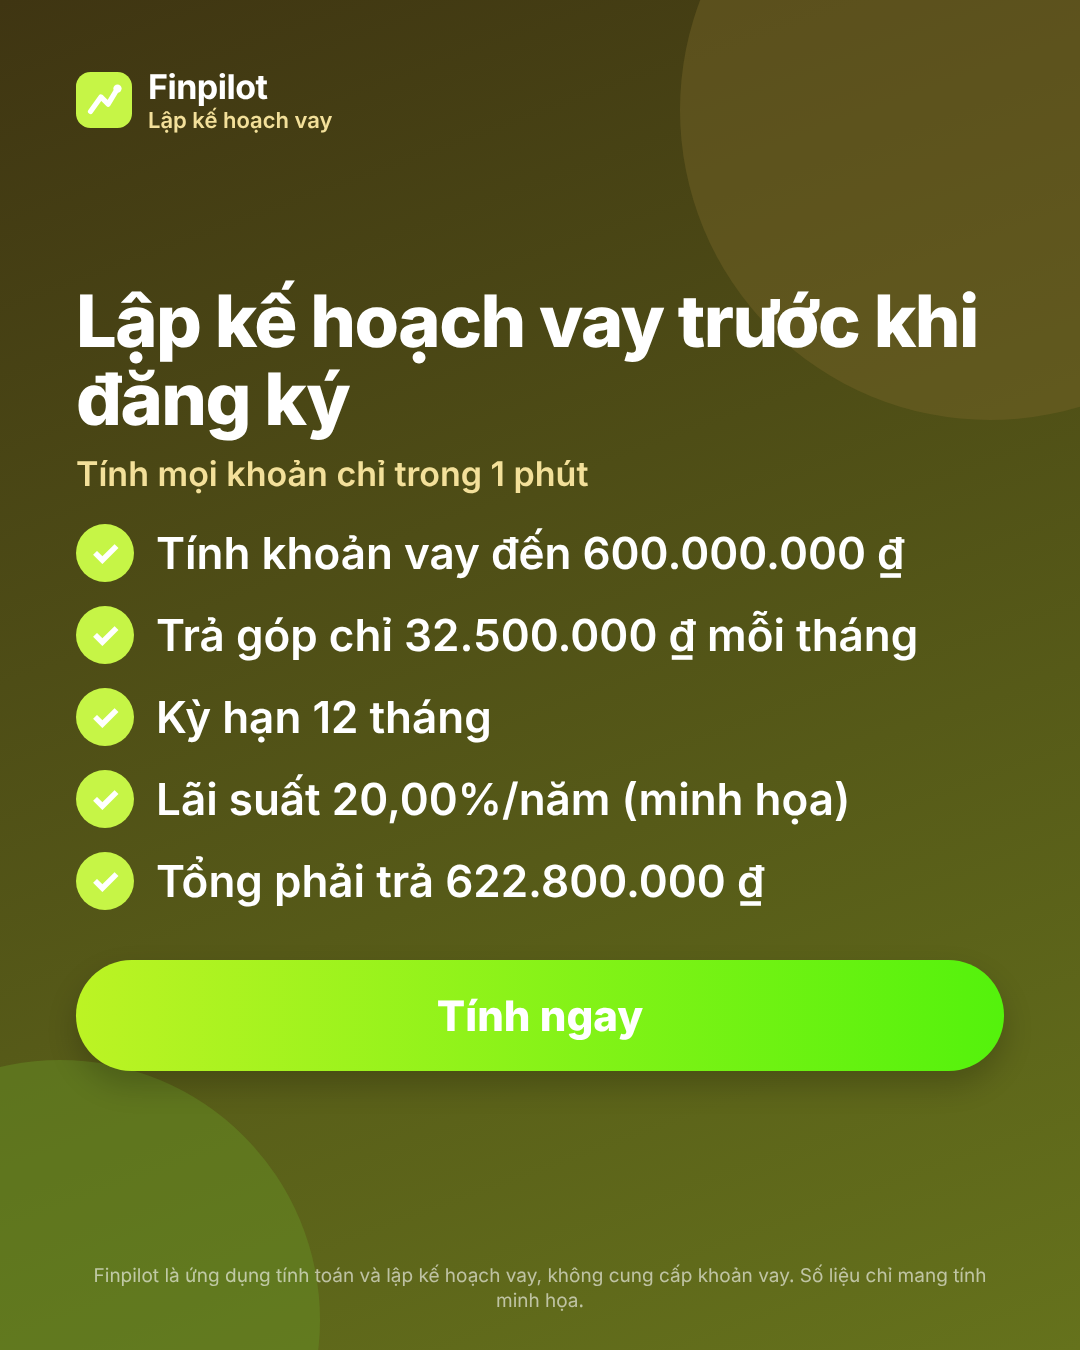 Finpilot
Lập kế hoạch vay
Lập kế hoạch vay trước khi
đăng ký
Tính mọi khoản chỉ trong 1 phút
Tính khoản vay đến 600.000.000 ₫
Trả góp chỉ 32.500.000 ₫ mỗi tháng
Kỳ hạn 12 tháng
Lãi suất 20,00%/năm (minh họa)
Tổng phải trả 622.800.000 ₫
Tính ngay
Finpilot là ứng dụng tính toán và lập kế hoạch vay, không cung cấp khoản vay. Số liệu chỉ mang tính
minh họa.